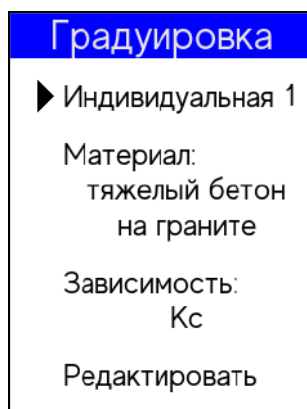 Градуировка
Индивидуальная 1
Материал:
тяжелый бетон
на граните
Зависимость:
Кс
Редактировать